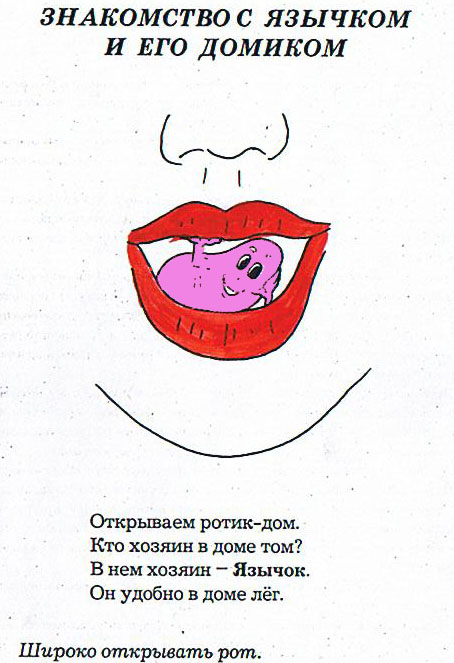 ЗНАКОМСТВО С ЯЗЫЧКОМ
И ЕГО ДОМИКОМ
Открываем ротик-дом.
Кто хозяин в доме том?
В нем хозяин – Язычок.
Он удобно в доме лёг.
Широко открывать рот.